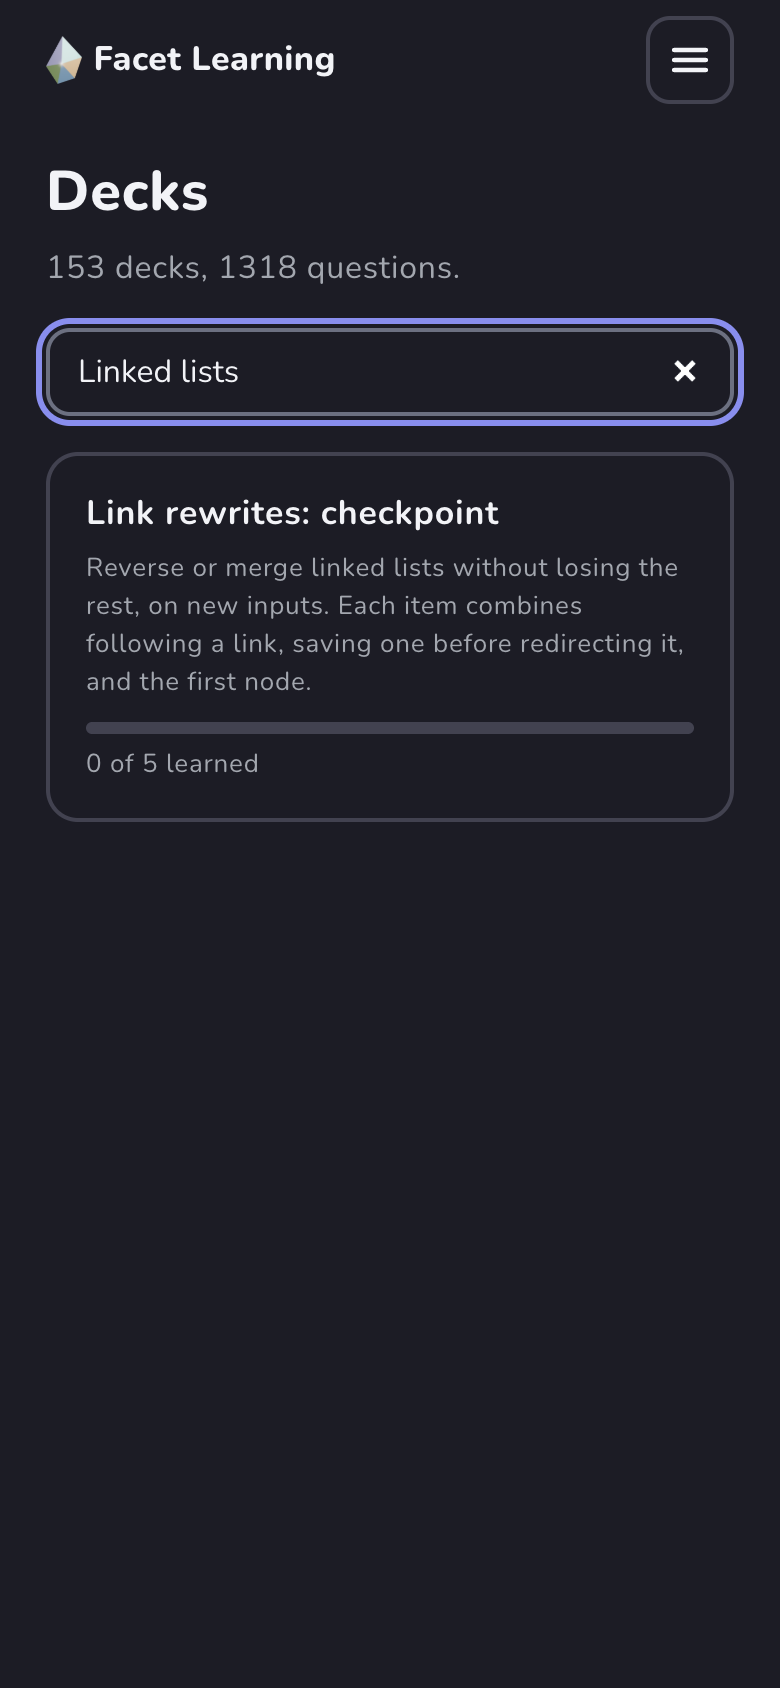 Facet Learning
Decks
153 decks, 1318 questions.
Linked lists
Link rewrites: checkpoint
Reverse or merge linked lists without losing the
rest, on new inputs. Each item combines
following a link, saving one before redirecting it,
and the first node.
0 of 5 learned